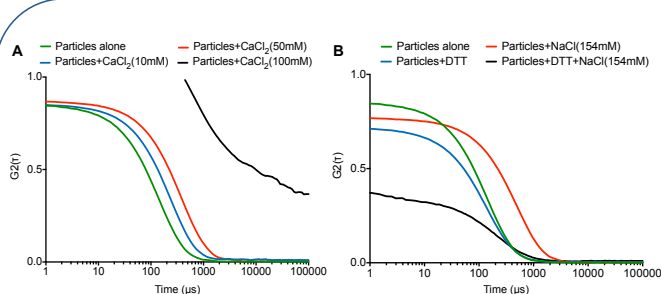 A
Particles alone
Particles+CaCl₂(50mM)
Particles+CaCl₂(10mM)
Particles+CaCl₂(100mM)
1.0
0.5
0.0
G2(τ)
1
10
100
1000
10000
100000
Time (µs)
B
Particles alone
Particles+NaCl(154mM)
Particles+DTT
Particles+DTT+NaCl(154mM)
1.0
0.5
0.0
G2(τ)
1
10
100
1000
10000
100000
Time (µs)